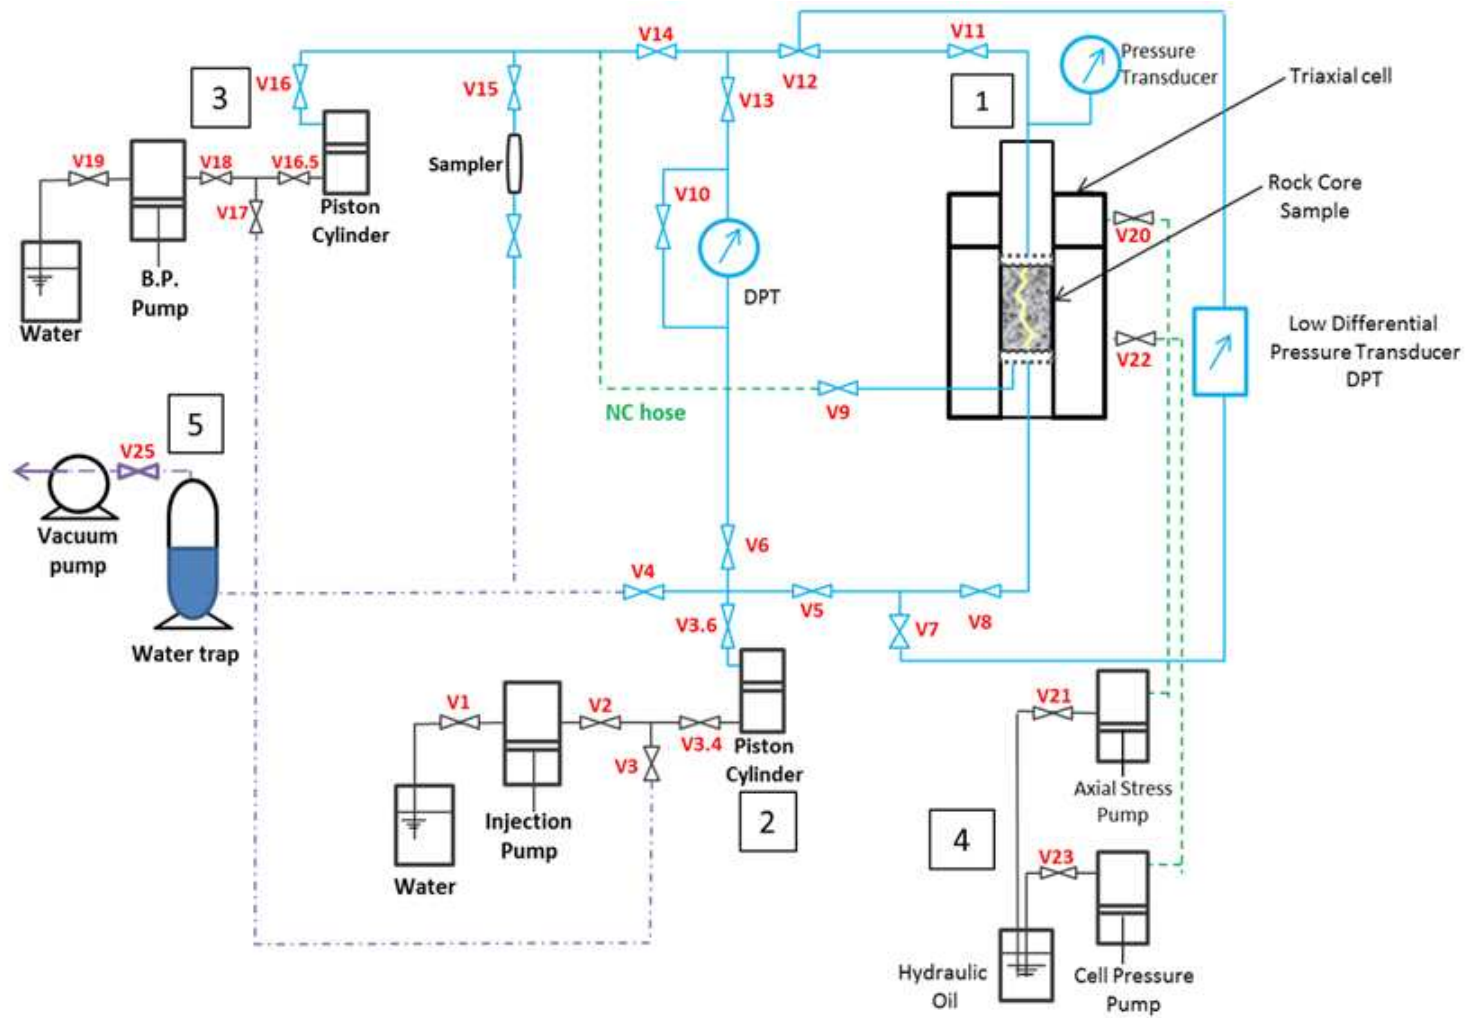 V14
V11
V12
Pressure
Transducer
Triaxial cell
V16
3
V15
V13
1
Sampler
V19
V18
V16.5
V17
Piston
Cylinder
V10
Rock Core
Sample
V20
B.P.
Pump
Water
DPT
V22
Low Differential
Pressure Transducer
DPT
NC hose
V9
5
V25
Vacuum
pump
V6
V4
V5
V3.6
V7
V8
Water trap
V1
V2
V3
V3.4
Piston
Cylinder
V21
Axial Stress
Pump
Injection
Pump
2
4
Water
V23
Hydraulic
Oil
Cell Pressure
Pump